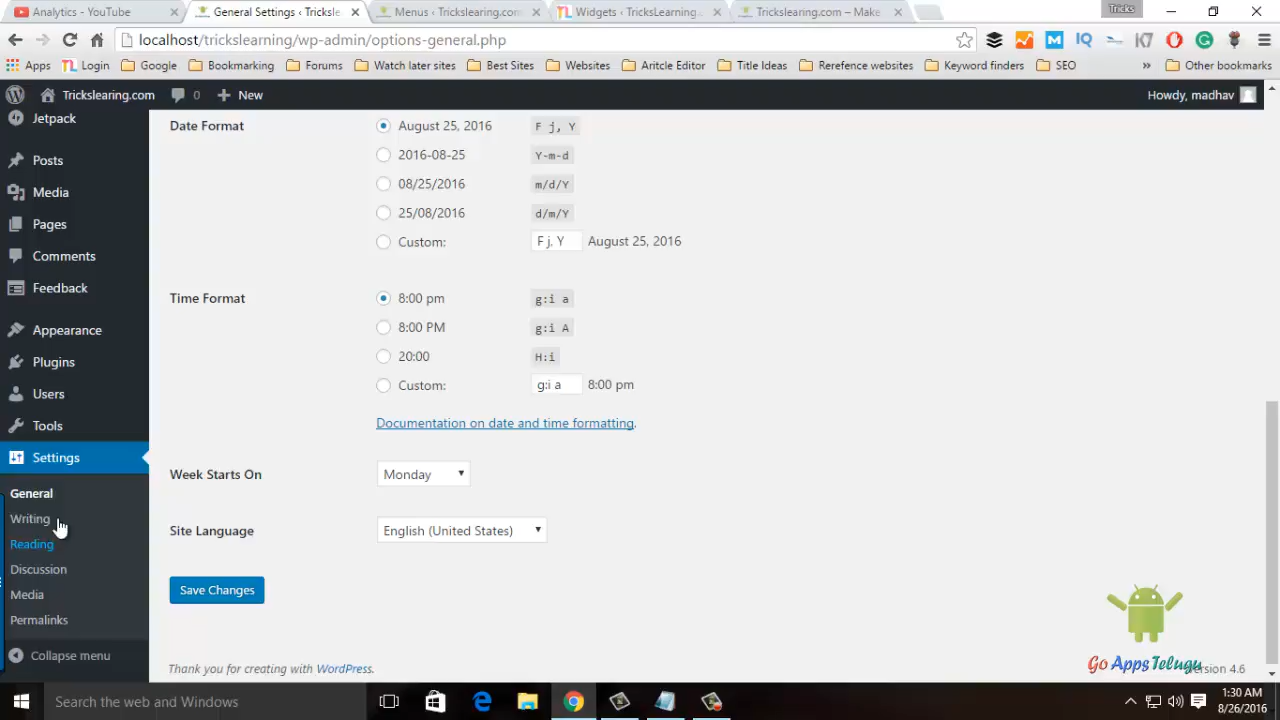 Analytics - YouTube
General Settings ‹ Tricksle
Menus ‹ Trickslearing.com
Widgets ‹ TricksLearning.
Trickslearing.com – Make
Tricks
localhost/trickslearning/wp-admin/options-general.php
Apps
Login
Google
Bookmarking
Forums
Watch later sites
Best Sites
Websites
Aritcle Editor
Title Ideas
Rerefence websites
Keyword finders
SEO
»
Other bookmarks
Trickslearing.com
0
New
Howdy, madhav
Jetpack
Posts
Media
Pages
Comments
Feedback
Appearance
Plugins
Users
Tools
Settings
General
Writing
Reading
Discussion
Media
Permalinks
Collapse menu
Date Format
August 25, 2016 F j, Y
2016-08-25 Y-m-d
08/25/2016 m/d/Y
25/08/2016 d/m/Y
Custom: F j, Y August 25, 2016
Time Format
8:00 pm g:i a
8:00 PM g:i A
20:00 H:i
Custom: g:i a 8:00 pm
Documentation on date and time formatting.
Week Starts On Monday
Site Language English (United States)
Save Changes
Thank you for creating with WordPress.
Go Apps Telugu
Version 4.6
Search the web and Windows
1:30 AM
8/26/2016